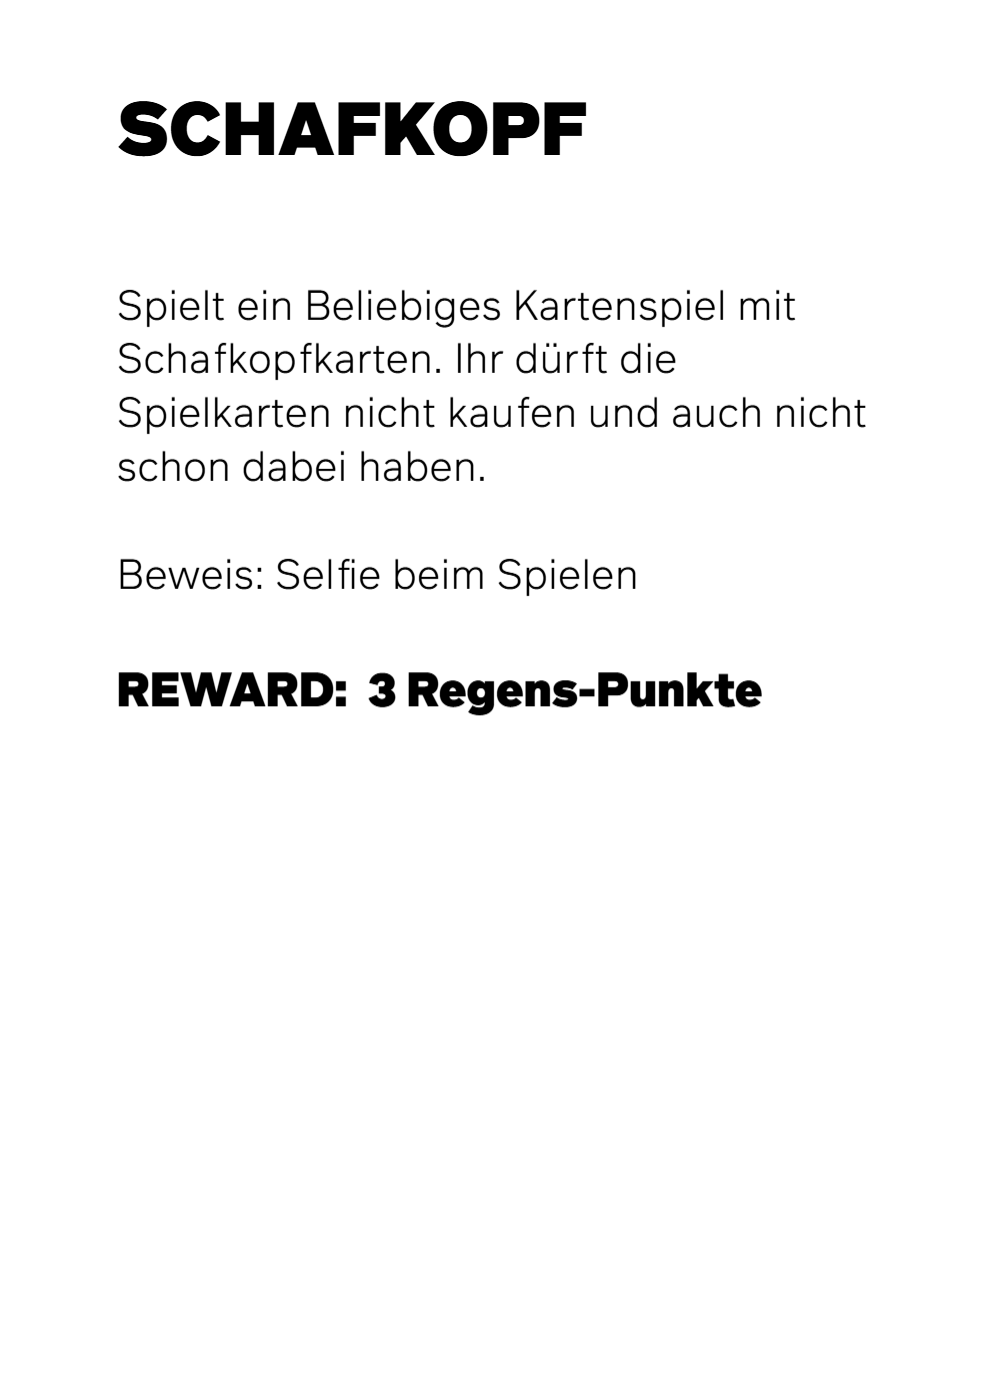 SCHAFKOPF
Spielt ein Beliebiges Kartenspiel mit
Schafkopfkarten. Ihr dürft die
Spielkarten nicht kaufen und auch nicht
schon dabei haben.
Beweis: Selfie beim Spielen
REWARD: 3 Regens-Punkte